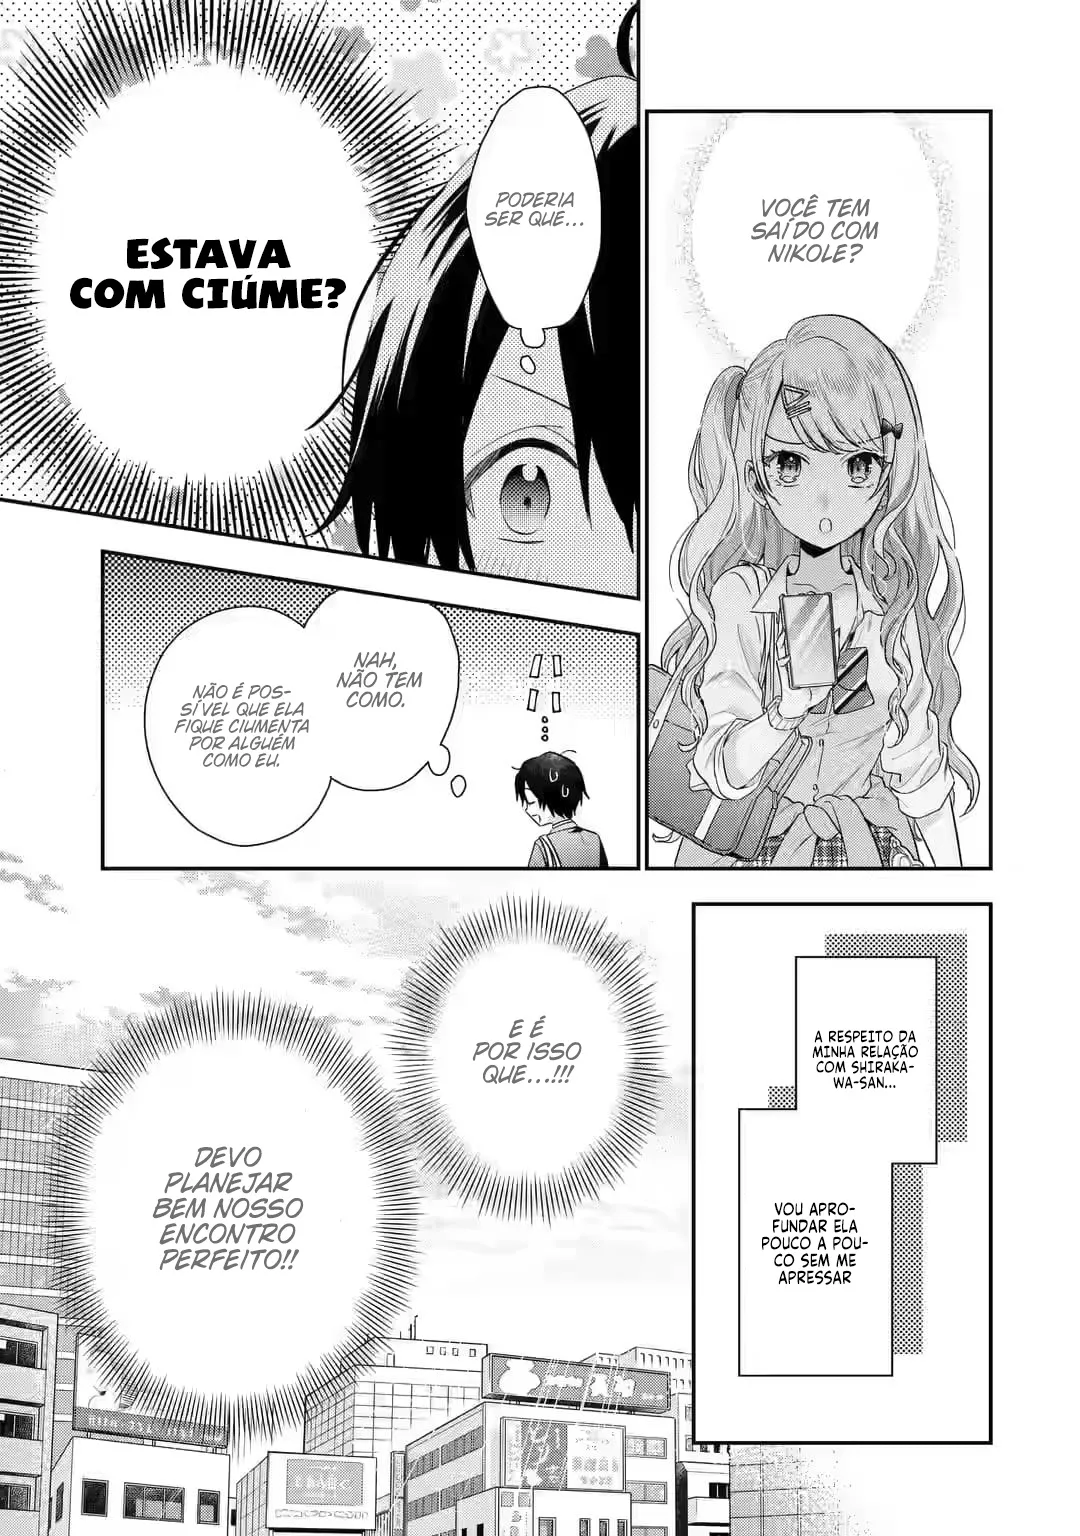 VOCÊ TEM
SAÍDO COM
NIKOLE?
PODERIA
SER QUE...
ESTAVA
COM CIÚME?
NAH,
NÃO TEM
COMO.
NÃO É POS-
SÍVEL QUE ELA
FIQUE CIUMENTA
POR ALGUÉM
COMO EU.
A RESPEITO DA
MINHA RELAÇÃO
COM SHIRAKA-
WA-SAN...
VOU APRO-
FUNDAR ELA
POUCO A POU-
CO SEM ME
APRESSAR
E É
POR ISSO
QUE...!!!
DEVO
PLANEJAR
BEM NOSSO
ENCONTRO
PERFEITO!!